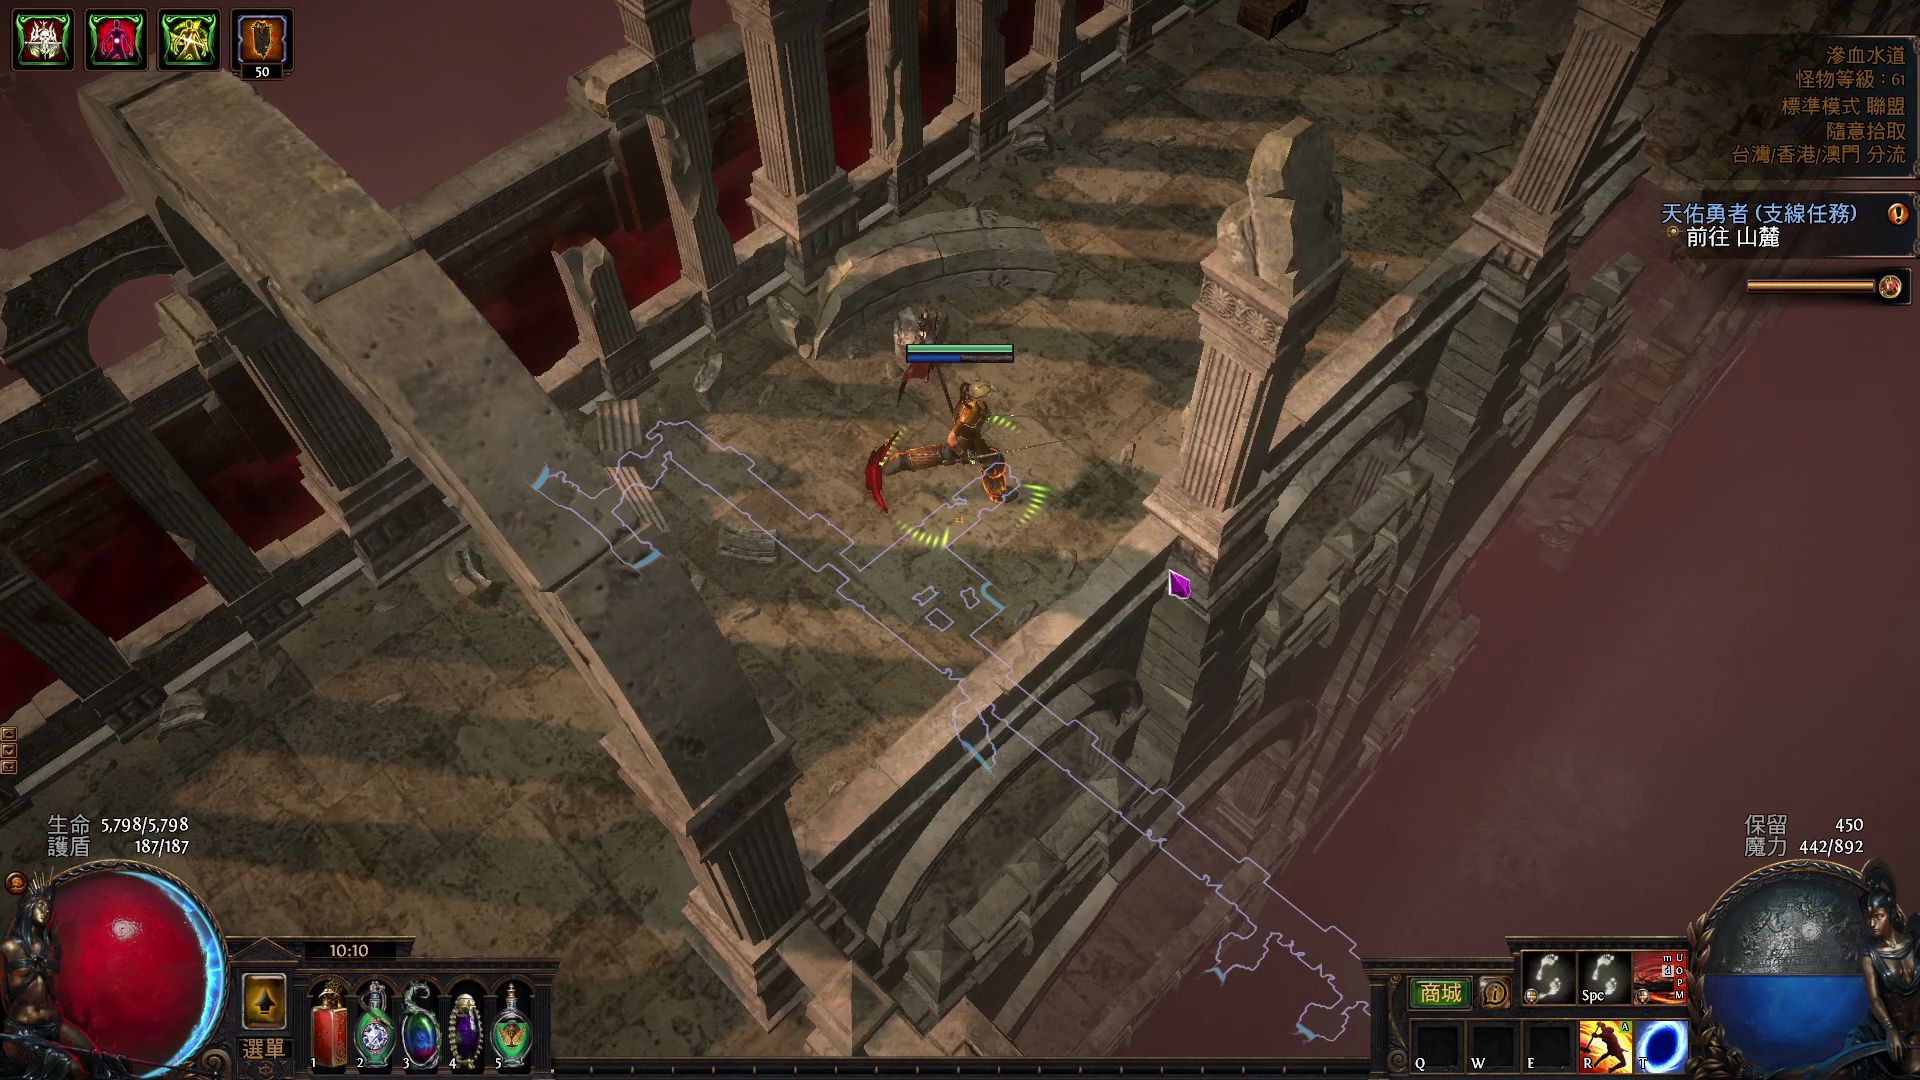 50
滲血水道
怪物等級：61
標準模式 聯盟
隨意拾取
台灣/香港/澳門 分流
天佑勇者 (支線任務)
前往 山麓
生命 5,798/5,798
護盾 187/187
保留 450
魔力 442/892
10:10
選單
1 2 3 4 5
商城
Spc
m U
d O
P
M
A
Q W E R T